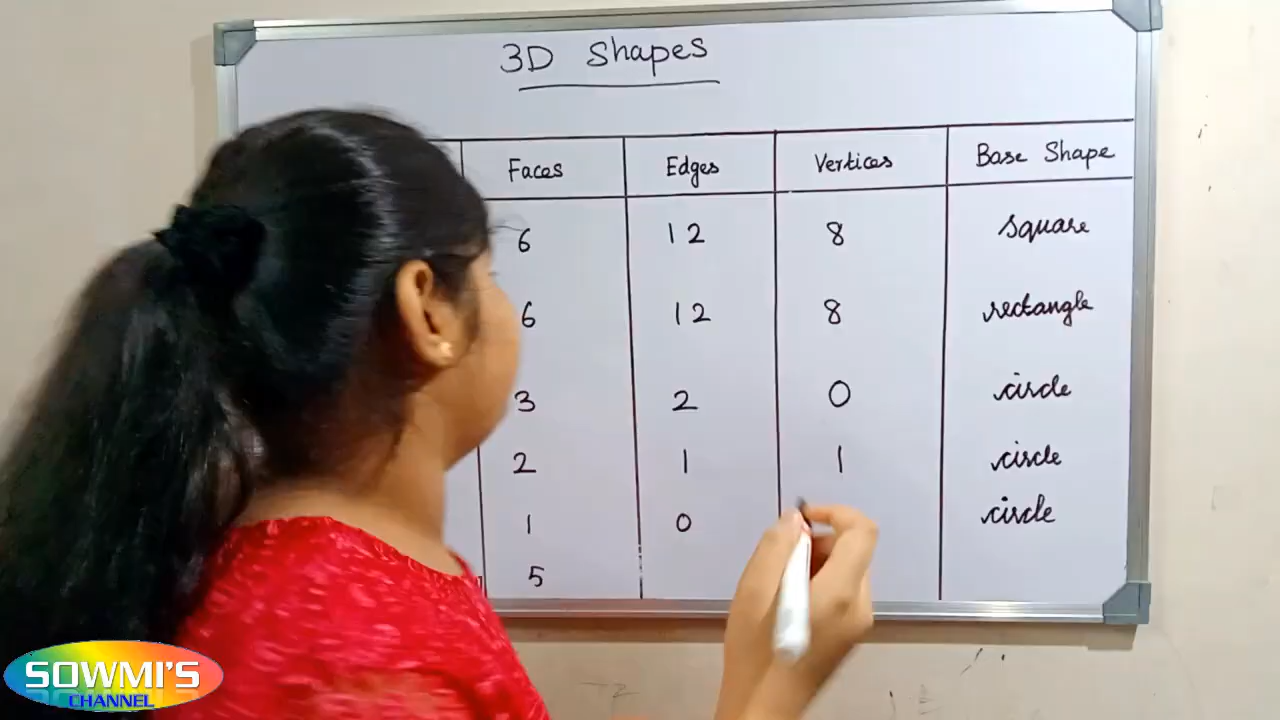 3D Shapes
Faces Edges Vertices Base Shape
6 12 8 square
6 12 8 rectangle
3 2 0 circle
2 1 1 circle
1 0 circle
5
SOWMI'S
CHANNEL